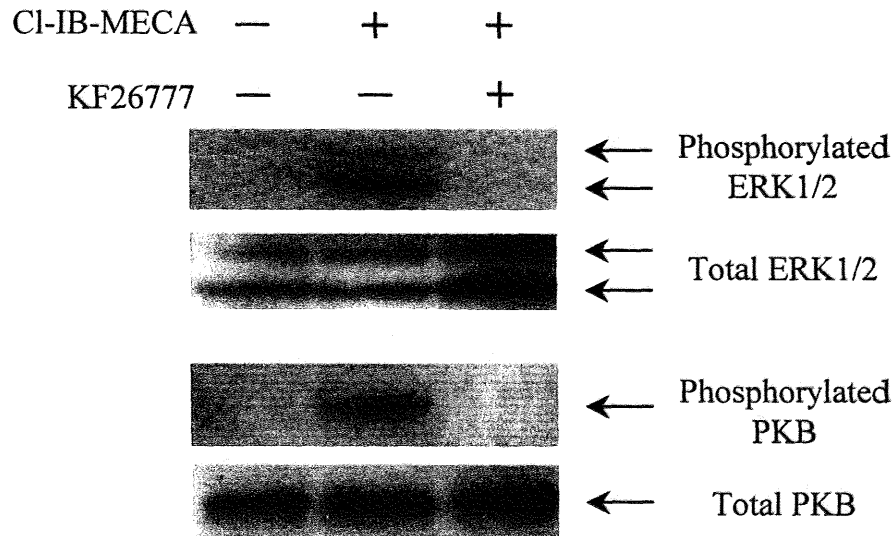 Cl-IB-MECA — + +
KF26777 — — +
Phosphorylated
ERK1/2
Total ERK1/2
Phosphorylated
PKB
Total PKB